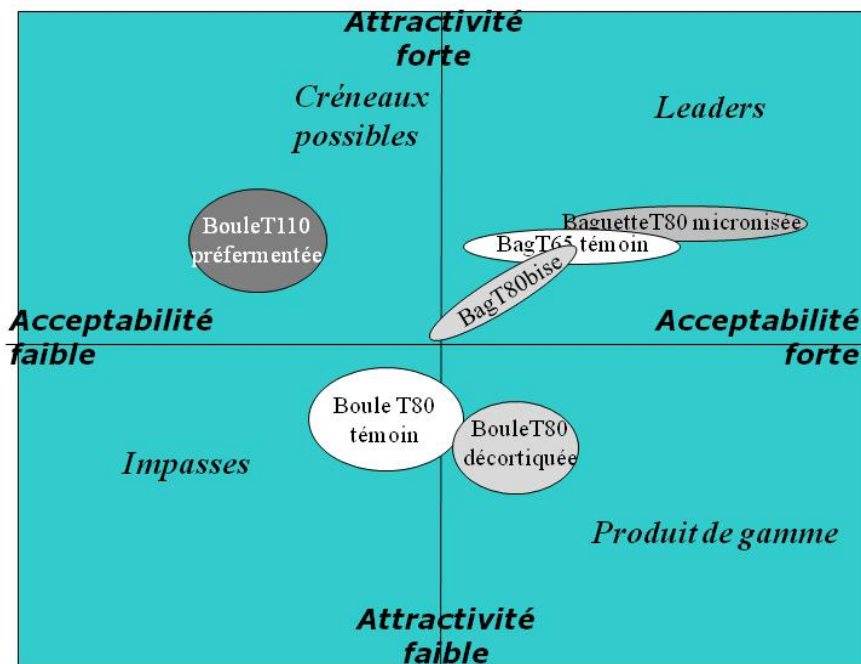 Attractivité
forte
Créneaux
possibles
Leaders
BouleT110
préfermentée
BaguetteT80 micronisée
BagT65 témoin
BagT80bise
Acceptabilité
faible
Acceptabilité
forte
Boule T80
témoin
BouleT80
décortiquée
Impasses
Produit de gamme
Attractivité
faible